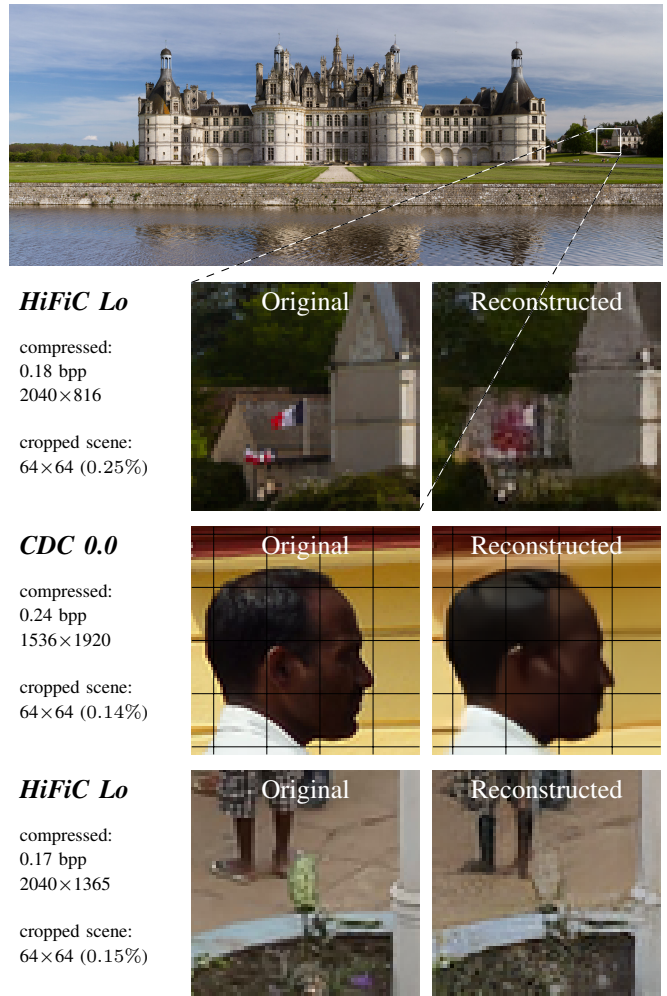 HiFiC Lo
Original
Reconstructed
compressed:
0.18 bpp
2040×816
cropped scene:
64×64 (0.25%)
CDC 0.0
Original
Reconstructed
compressed:
0.24 bpp
1536×1920
cropped scene:
64×64 (0.14%)
HiFiC Lo
Original
Reconstructed
compressed:
0.17 bpp
2040×1365
cropped scene:
64×64 (0.15%)